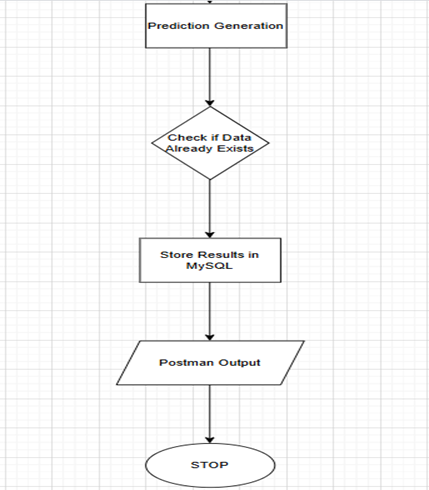 Prediction Generation
Check if Data
Already Exists
Store Results in
MySQL
Postman Output
STOP